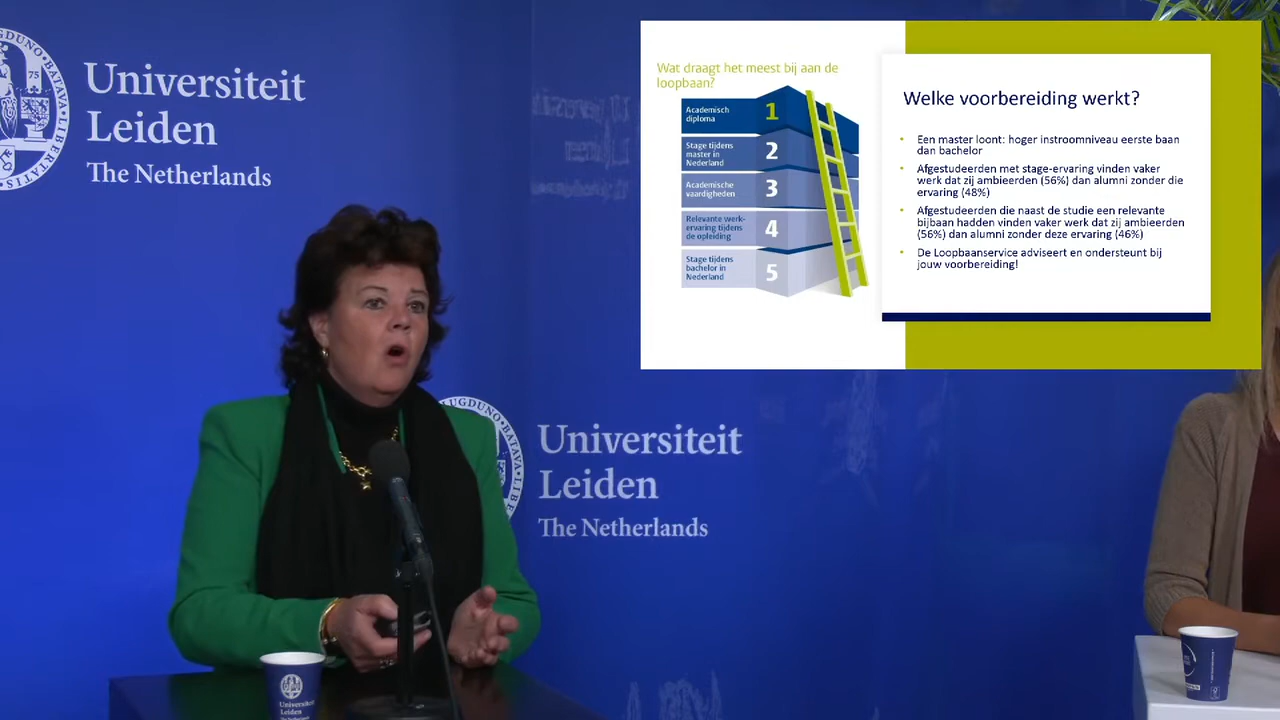 Universiteit
Leiden
The Netherlands
Wat draagt het meest bij aan de
loopbaan?
Academisch
diploma
1
Stage tijdens
master in
Nederland
2
Academische
vaardigheden
3
Relevante werk-
ervaring tijdens
de opleiding
4
Stage tijdens
bachelor in
Nederland
5
Welke voorbereiding werkt?
• Een master loont: hoger instroomniveau eerste baan
dan bachelor
• Afgestudeerden met stage-ervaring vinden vaker
werk dat zij ambieerden (56%) dan alumni zonder die
ervaring (48%)
• Afgestudeerden die naast de studie een relevante
bijbaan hadden vinden vaker werk dat zij ambieerden
(56%) dan alumni zonder deze ervaring (46%)
• De Loopbaanservice adviseert en ondersteunt bij
jouw voorbereiding!
Universiteit
Leiden
The Netherlands
Universiteit
Leiden